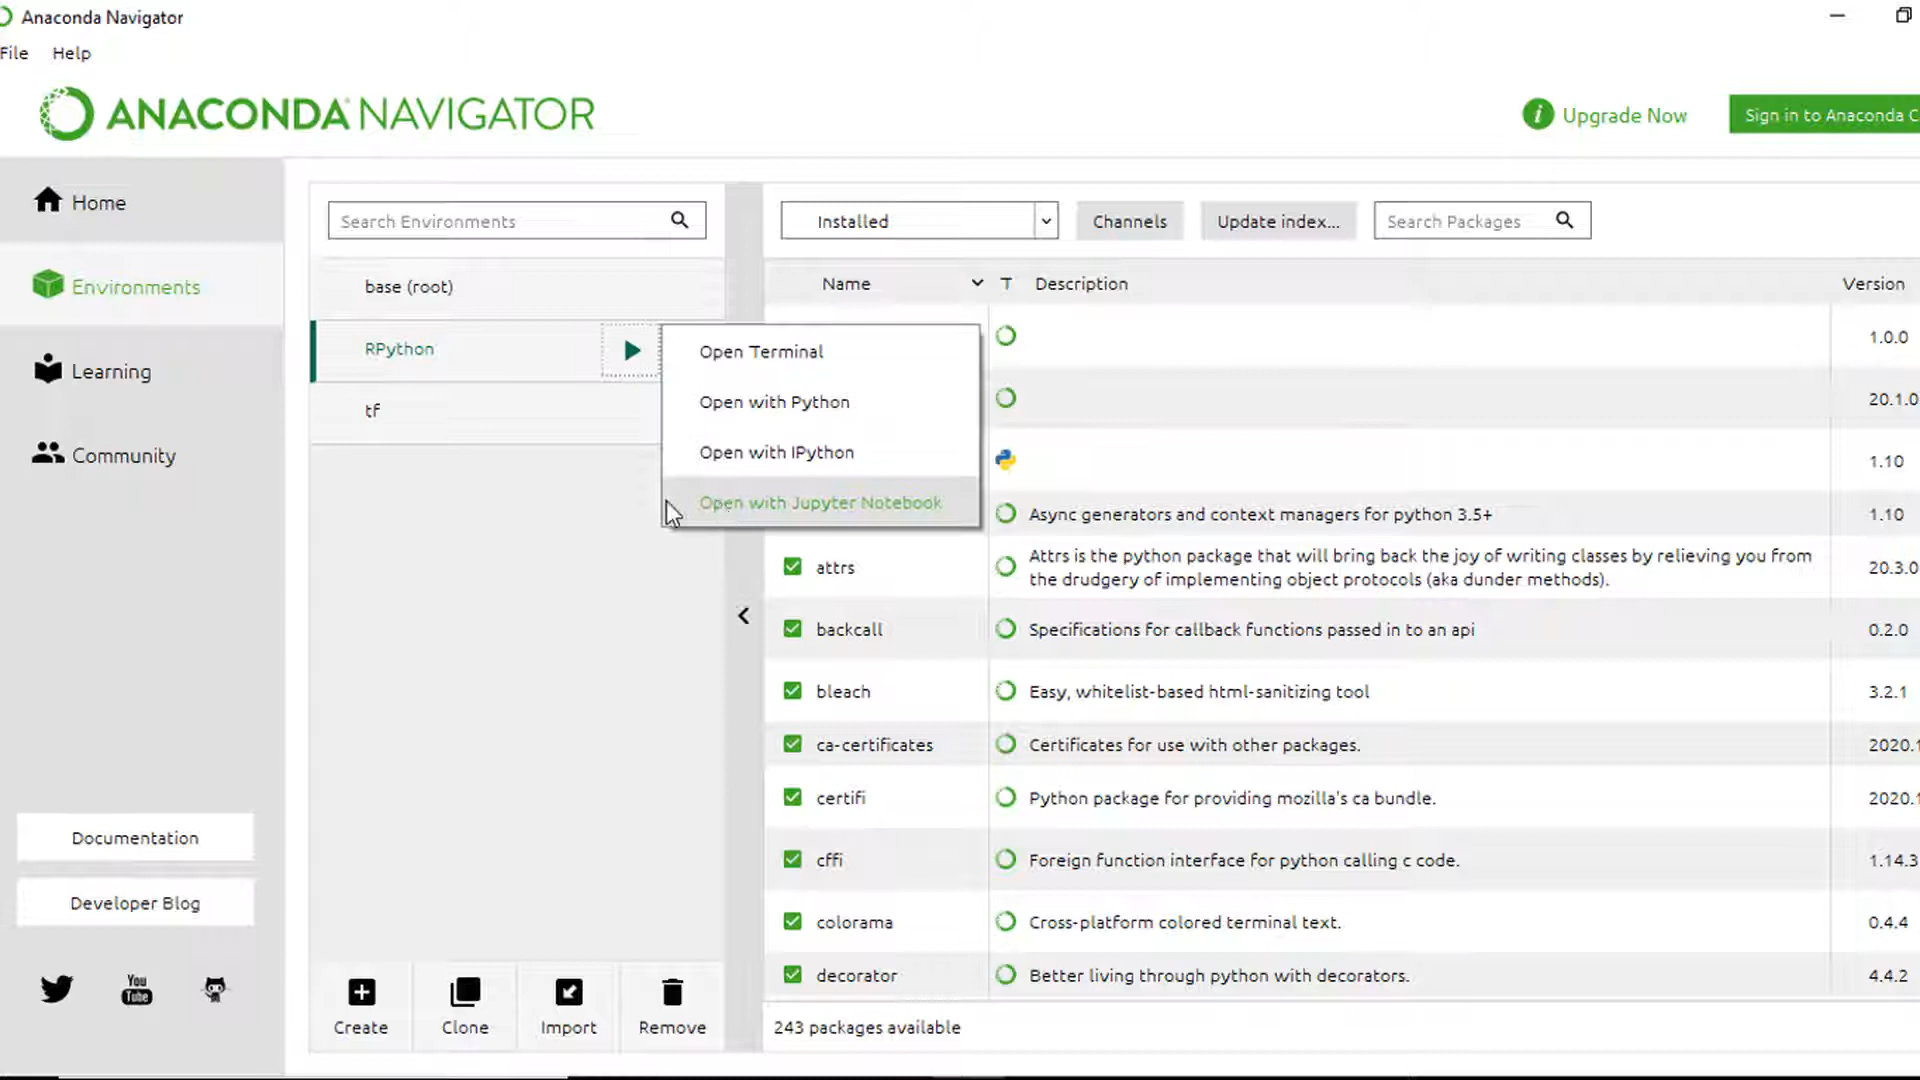 Anaconda Navigator
File Help
ANACONDA NAVIGATOR
i Upgrade Now
Sign in to Anaconda C
Home
Environments
Learning
Community
Documentation
Developer Blog
You Tube
Search Environments
base (root)
RPython
tf
Open Terminal
Open with Python
Open with IPython
Open with Jupyter Notebook
Create Clone Import Remove
Installed Channels Update index... Search Packages
Name T Description Version
1.0.0
20.1.0
1.10
Async generators and context managers for python 3.5+ 1.10
attrs Attrs is the python package that will bring back the joy of writing classes by relieving you from
the drudgery of implementing object protocols (aka dunder methods). 20.3.0
backcall Specifications for callback functions passed in to an api 0.2.0
bleach Easy, whitelist-based html-sanitizing tool 3.2.1
ca-certificates Certificates for use with other packages. 2020.1
certifi Python package for providing mozilla's ca bundle. 2020.1
cffi Foreign function interface for python calling c code. 1.14.3
colorama Cross-platform colored terminal text. 0.4.4
decorator Better living through python with decorators. 4.4.2
243 packages available